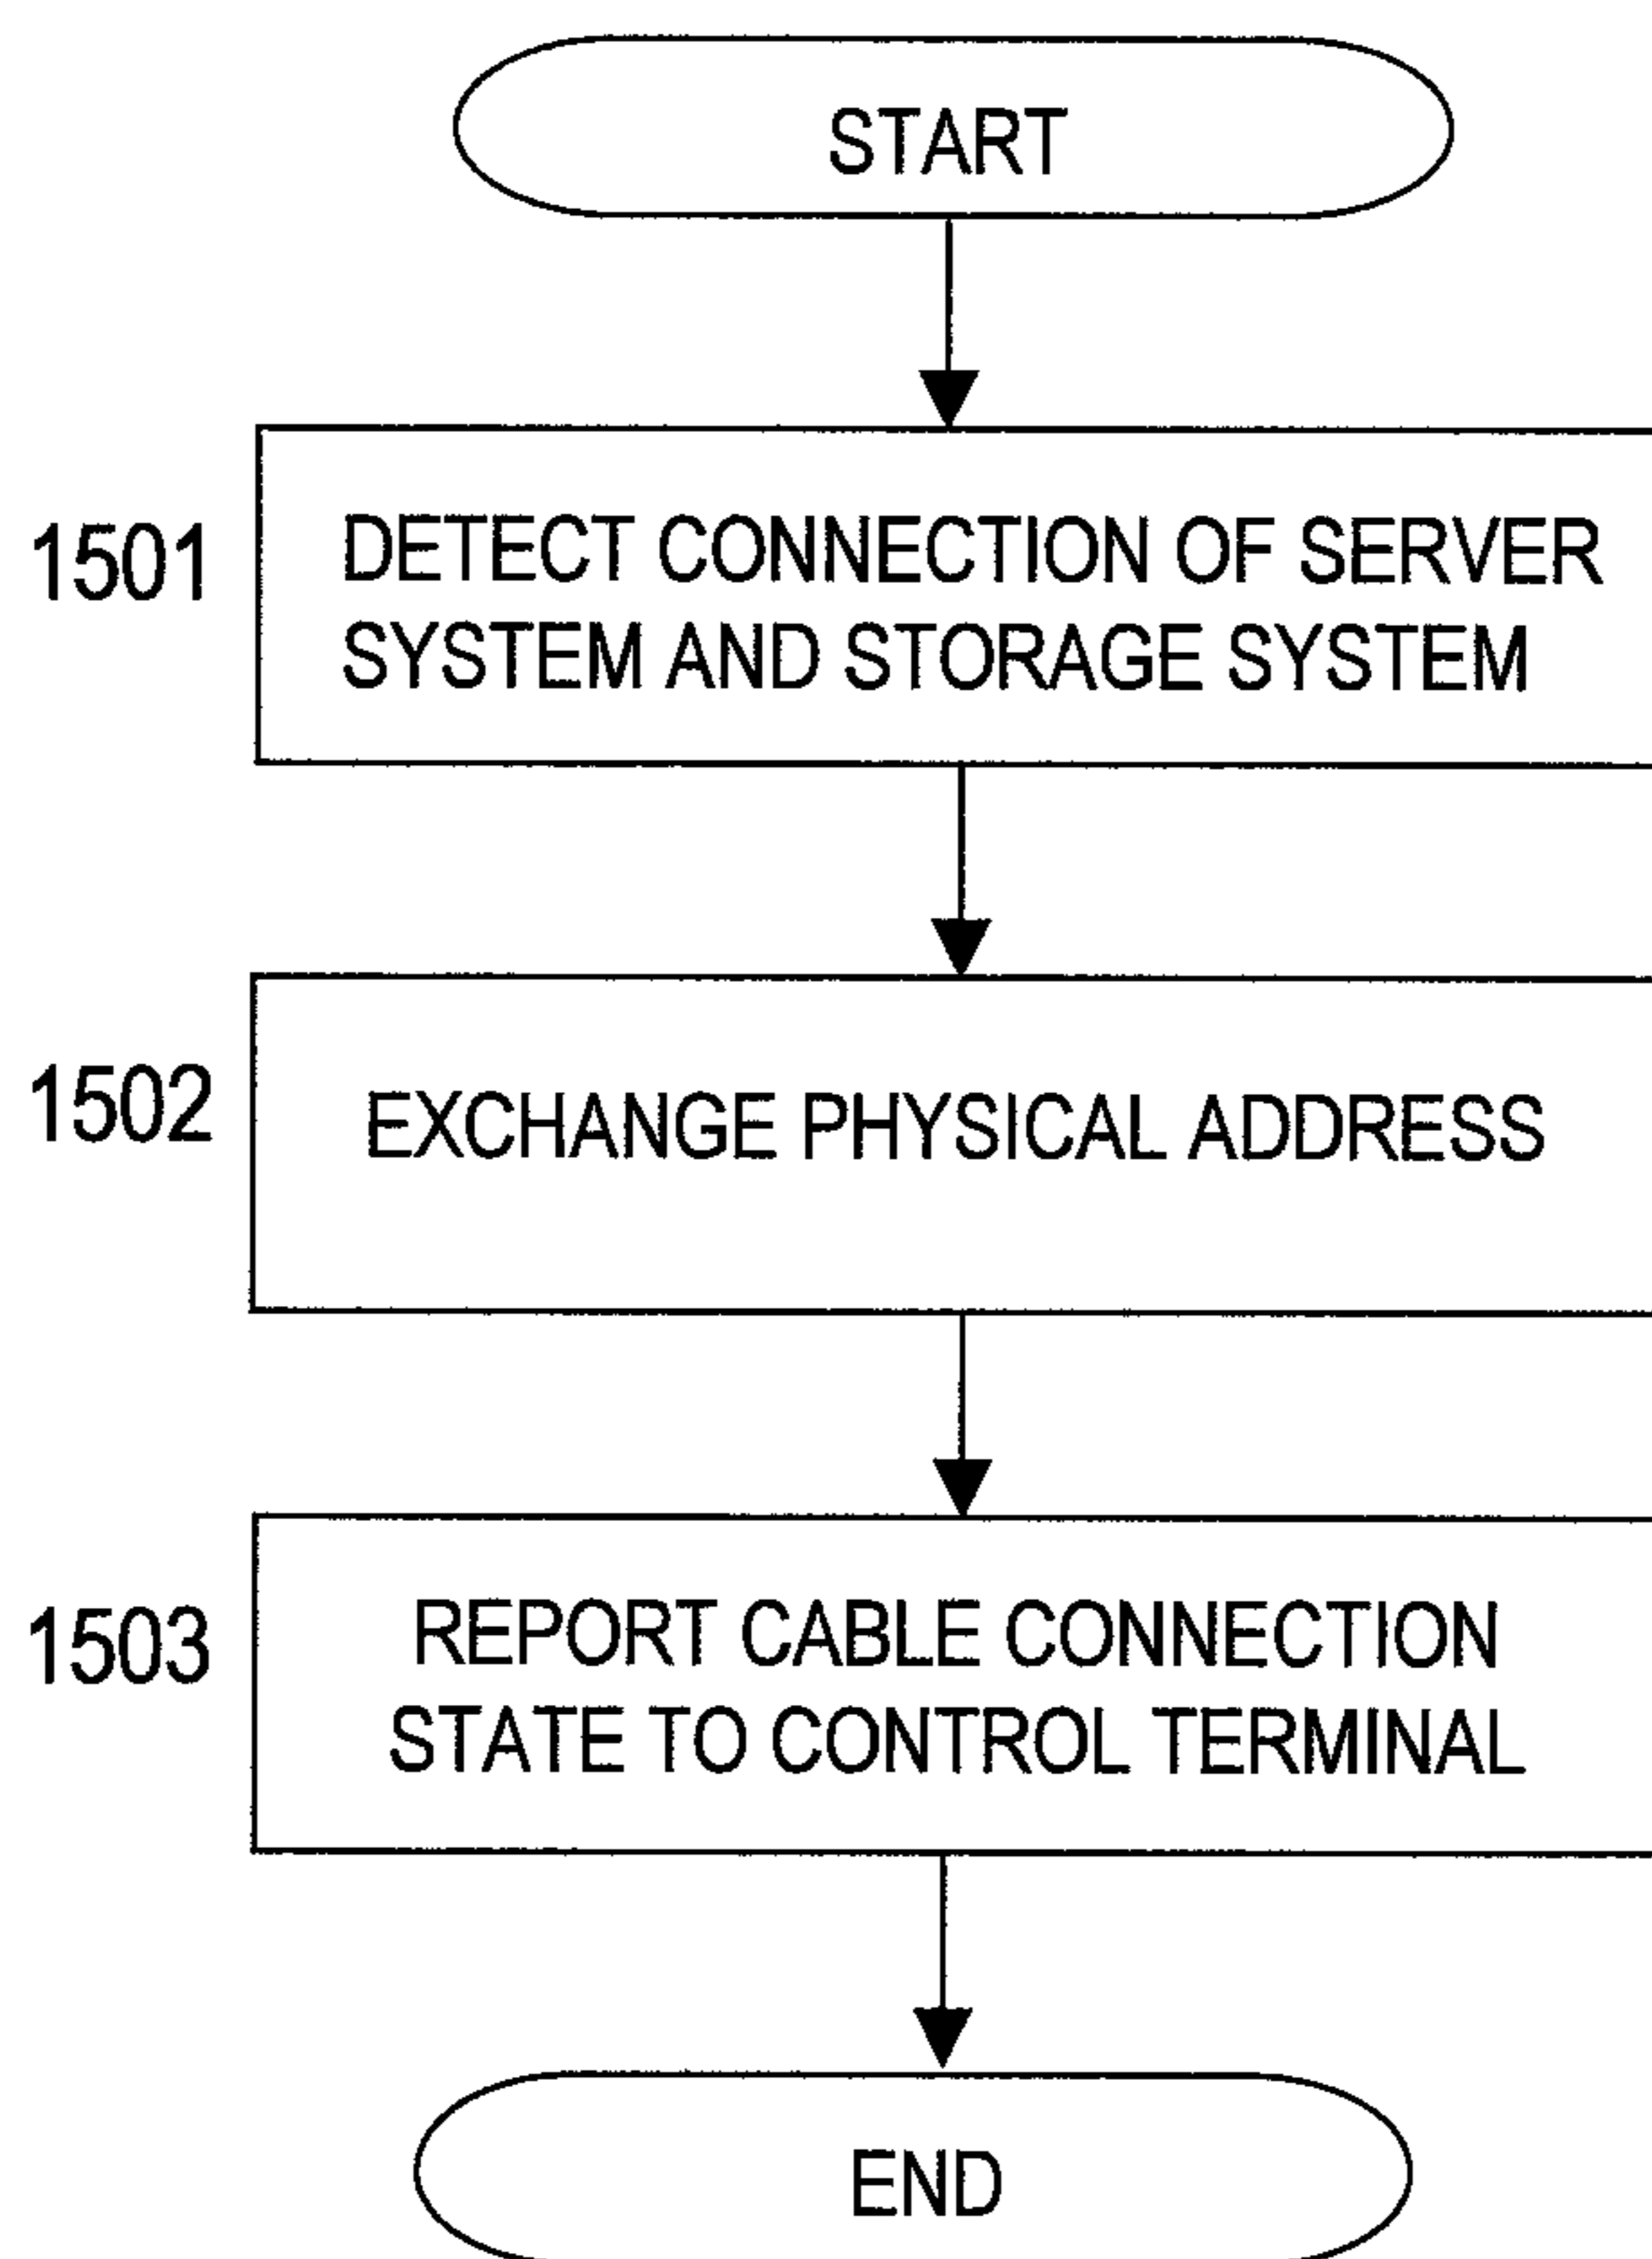 START
1501
DETECT CONNECTION OF SERVER
SYSTEM AND STORAGE SYSTEM
1502
EXCHANGE PHYSICAL ADDRESS
1503
REPORT CABLE CONNECTION
STATE TO CONTROL TERMINAL
END